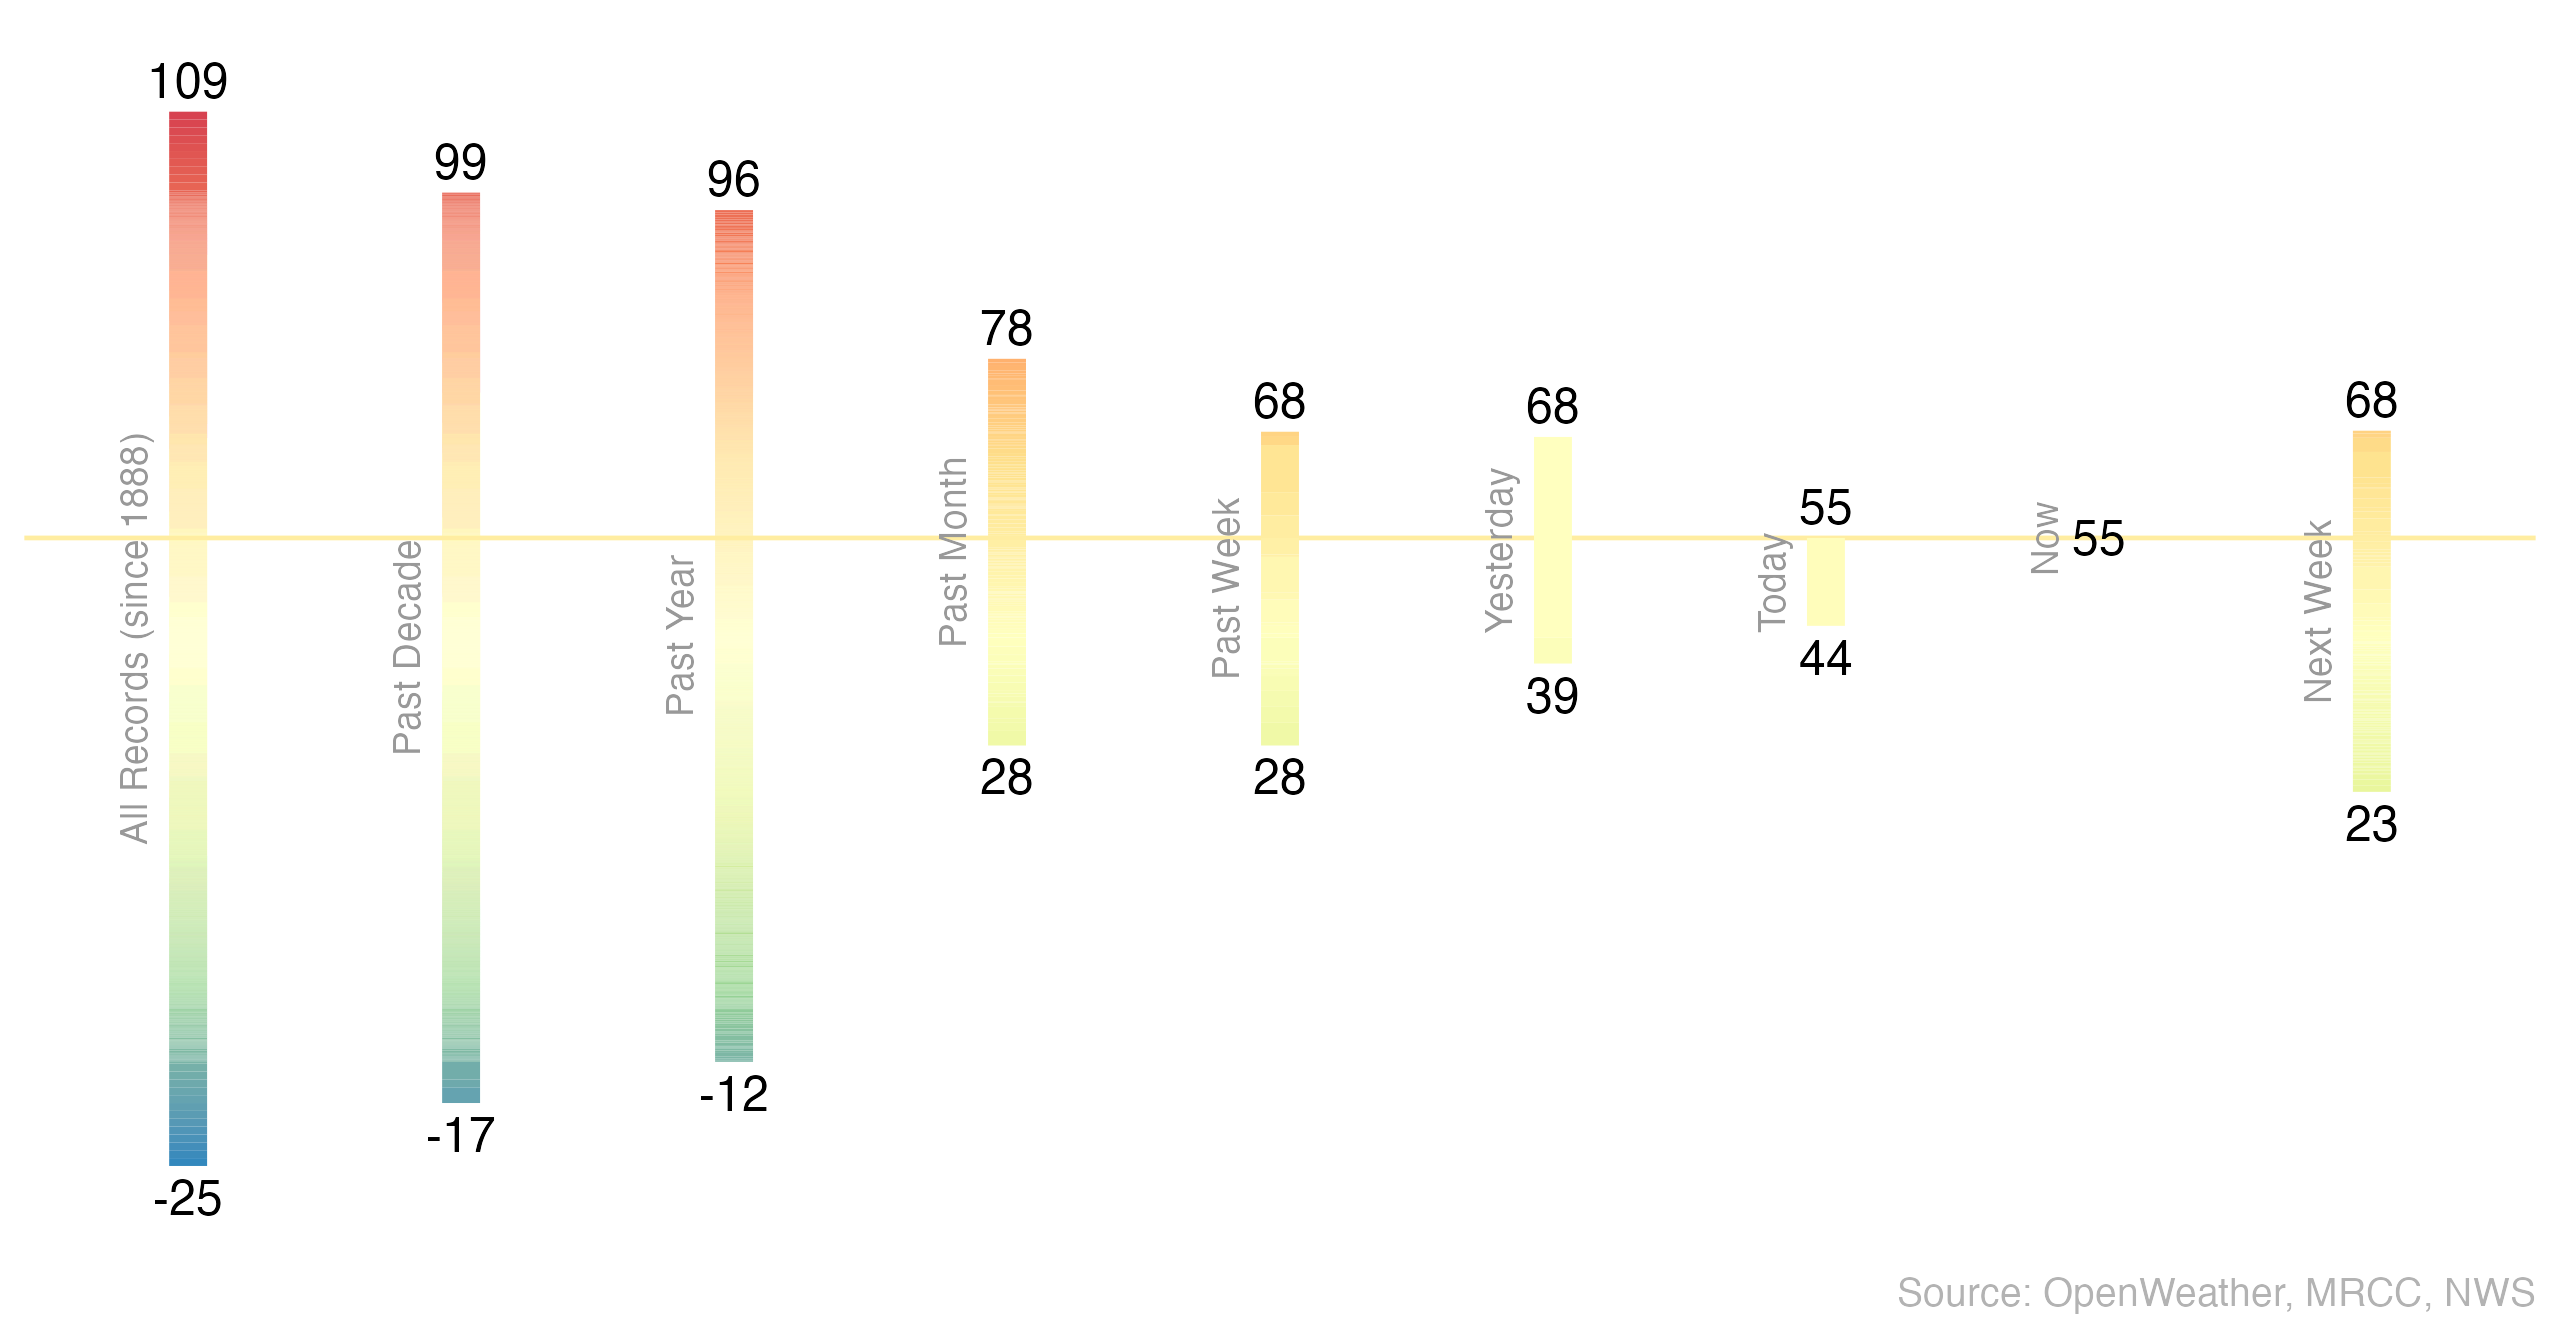 109
All Records (since 1888)
-25
99
Past Decade
-17
96
Past Year
-12
78
Past Month
28
68
Past Week
28
68
Yesterday
39
55
Today
44
Now
55
68
Next Week
23
Source: OpenWeather, MRCC, NWS